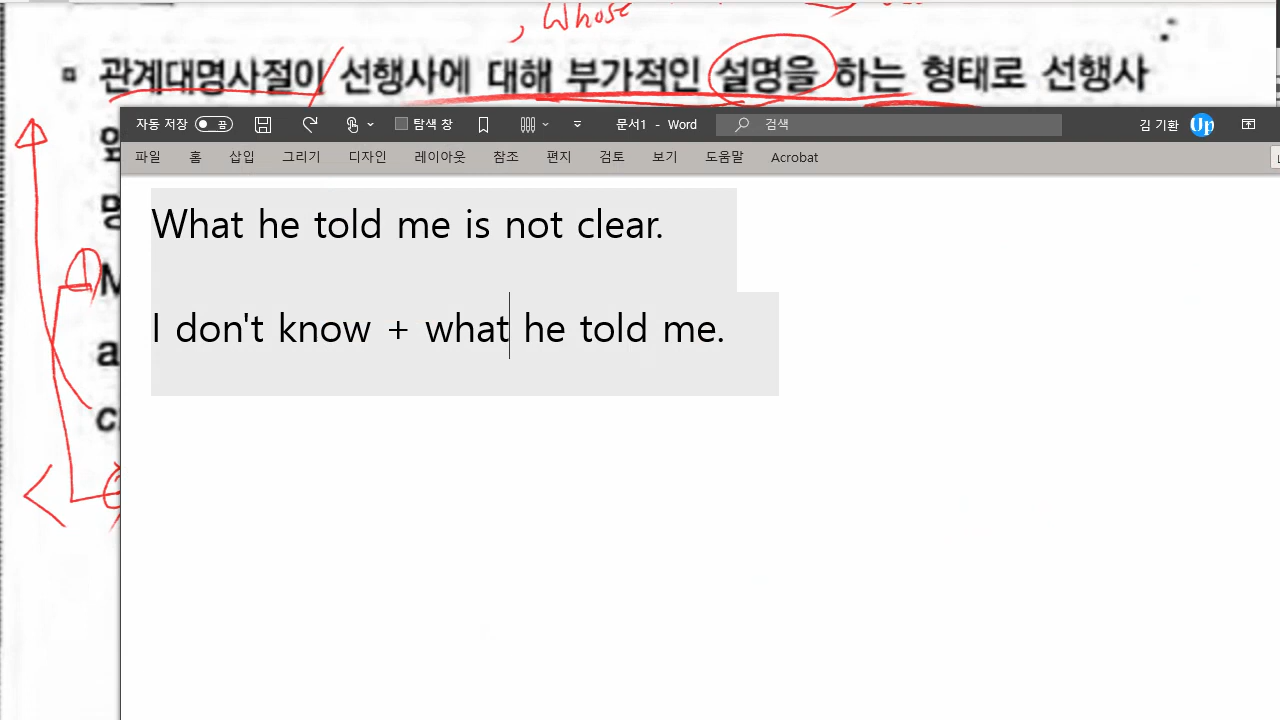 , Whose
관계대명사절이 선행사에 대해 부가적인 설명을 하는 형태로 선행사
자동 저장 끔 탐색 창 문서1 - Word 검색 김 기환 Up
파일 홈 삽입 그리기 디자인 레이아웃 참조 편지 검토 보기 도움말 Acrobat
What he told me is not clear.
I don't know + what he told me.